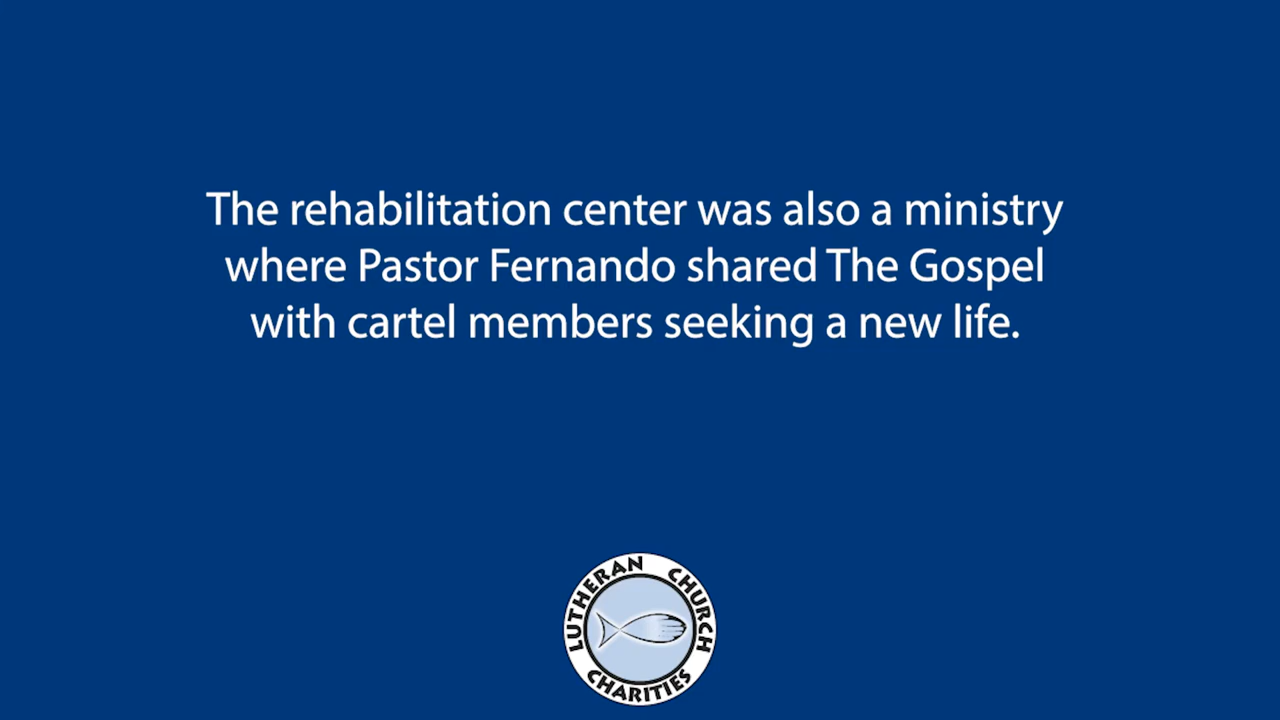 The rehabilitation center was also a ministry
where Pastor Fernando shared The Gospel
with cartel members seeking a new life.
LUTHERAN CHURCH
CHARITIES